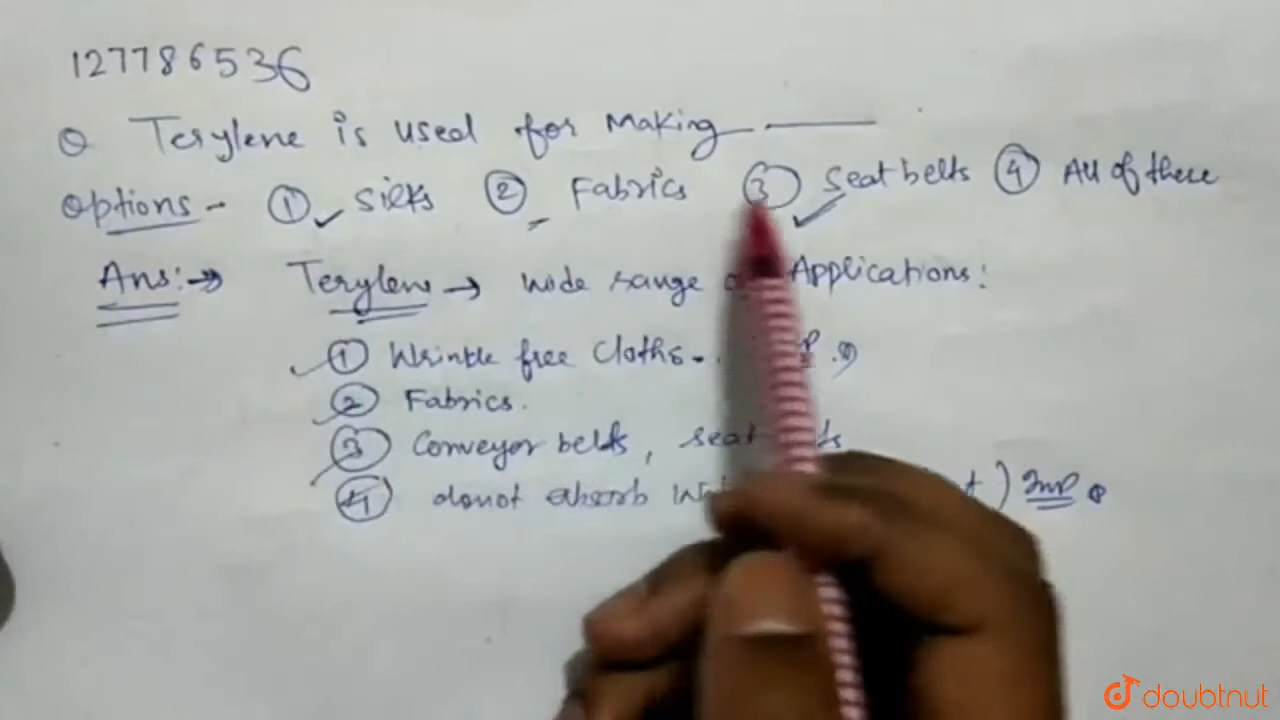 127786536
Q Terylene is used for Making ———
Options - ① Silks ② Fabrics ③ Seat belts ④ All of these
Ans:→ Terylene → wide range Applications:
① Wrinkle free Cloths.
② Fabrics.
③ Conveyor belts, seat
④ donot absorb ) Imp
doubtnut